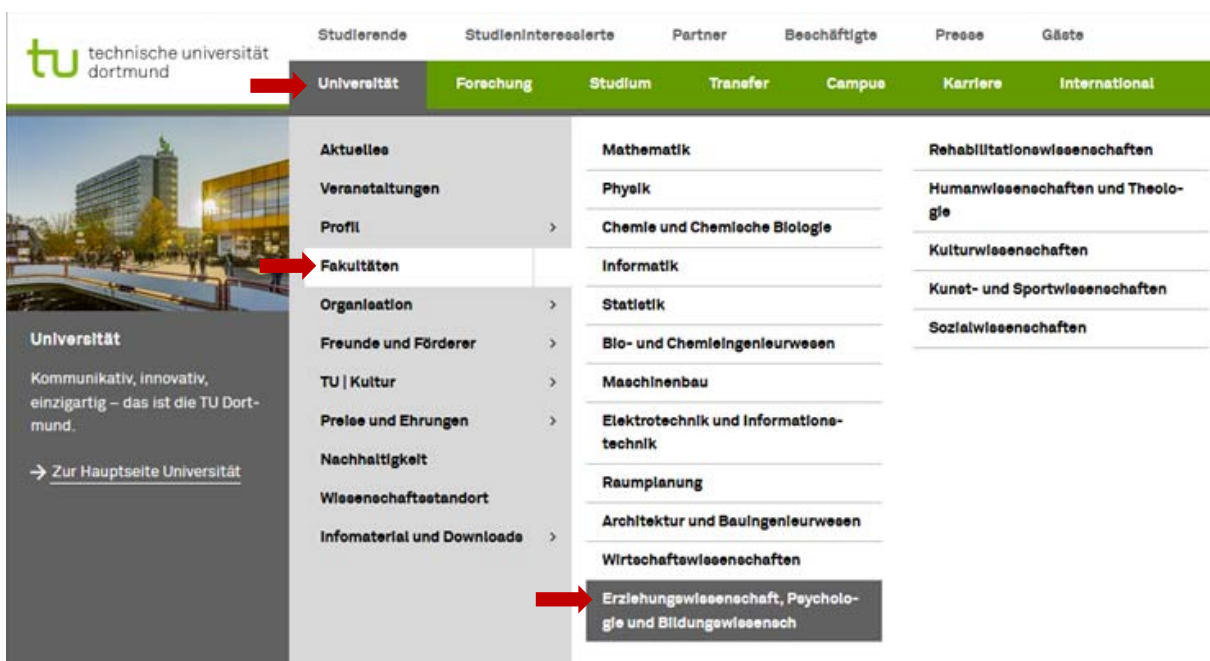 technische universität
dortmund
Studierende Studieninteressierte Partner Beschäftigte Presse Gäste
Universität Forschung Studium Transfer Campus Karriere International
Aktuelles
Veranstaltungen
Profil
Fakultäten
Organisation
Freunde und Förderer
TU | Kultur
Preise und Ehrungen
Nachhaltigkeit
Wissenschaftsstandort
Infomaterial und Downloads
Mathematik
Physik
Chemie und Chemische Biologie
Informatik
Statistik
Bio- und Chemieingenieurwesen
Maschinenbau
Elektrotechnik und Informations-
technik
Raumplanung
Architektur und Bauingenieurwesen
Wirtschaftswissenschaften
Erziehungswissenschaft, Psycholo-
gie und Bildungswissensch
Rehabilitationswissenschaften
Humanwissenschaften und Theolo-
gie
Kulturwissenschaften
Kunst- und Sportwissenschaften
Sozialwissenschaften
Universität
Kommunikativ, innovativ,
einzigartig – das ist die TU Dort-
mund.
→ Zur Hauptseite Universität